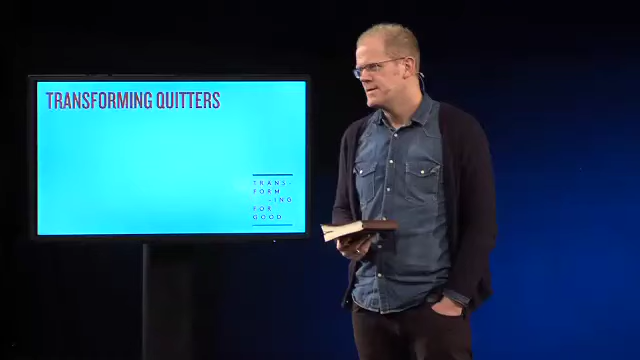 TRANSFORMING QUITTERS
TRANS-
FORM
-ING
FOR
GOOD